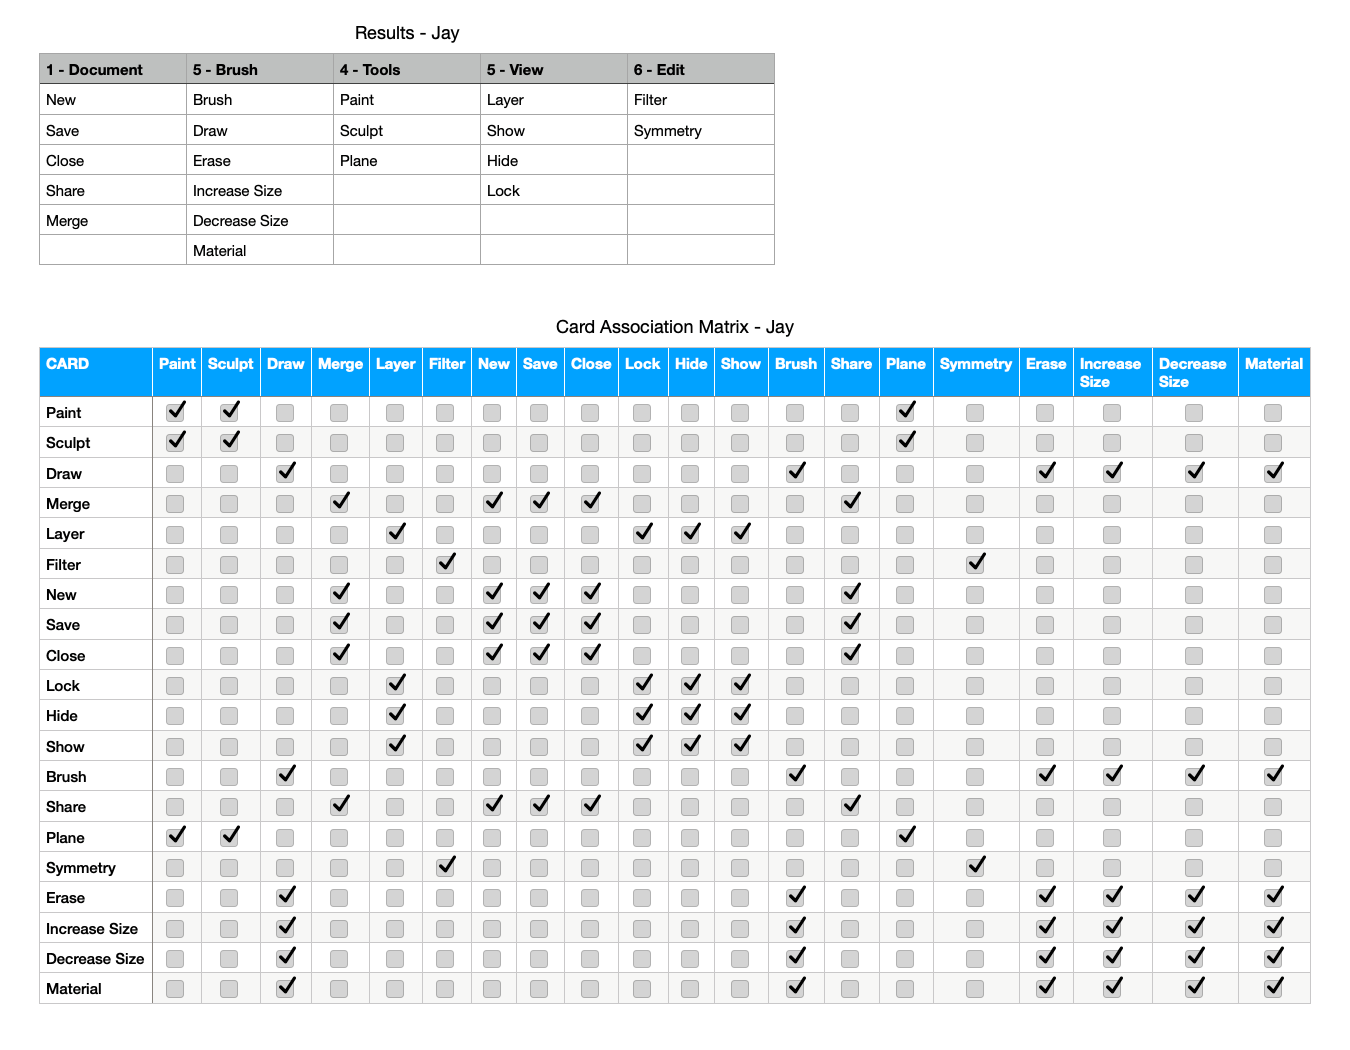 Results - Jay
1 - Document 5 - Brush 4 - Tools 5 - View 6 - Edit
New Brush Paint Layer Filter
Save Draw Sculpt Show Symmetry
Close Erase Plane Hide
Share Increase Size Lock
Merge Decrease Size
Material
Card Association Matrix - Jay
CARD Paint Sculpt Draw Merge Layer Filter New Save Close Lock Hide Show Brush Share Plane Symmetry Erase Increase Size Decrease Size Material
Paint
Sculpt
Draw
Merge
Layer
Filter
New
Save
Close
Lock
Hide
Show
Brush
Share
Plane
Symmetry
Erase
Increase Size
Decrease Size
Material